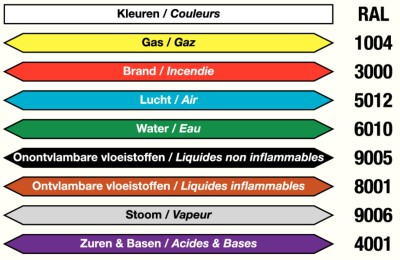 Kleuren / Couleurs RAL
Gas / Gaz 1004
Brand / Incendie 3000
Lucht / Air 5012
Water / Eau 6010
Onontvlambare vloeistoffen / Liquides non inflammables 9005
Ontvlambare vloeistoffen / Liquides inflammables 8001
Stoom / Vapeur 9006
Zuren & Basen / Acides & Bases 4001